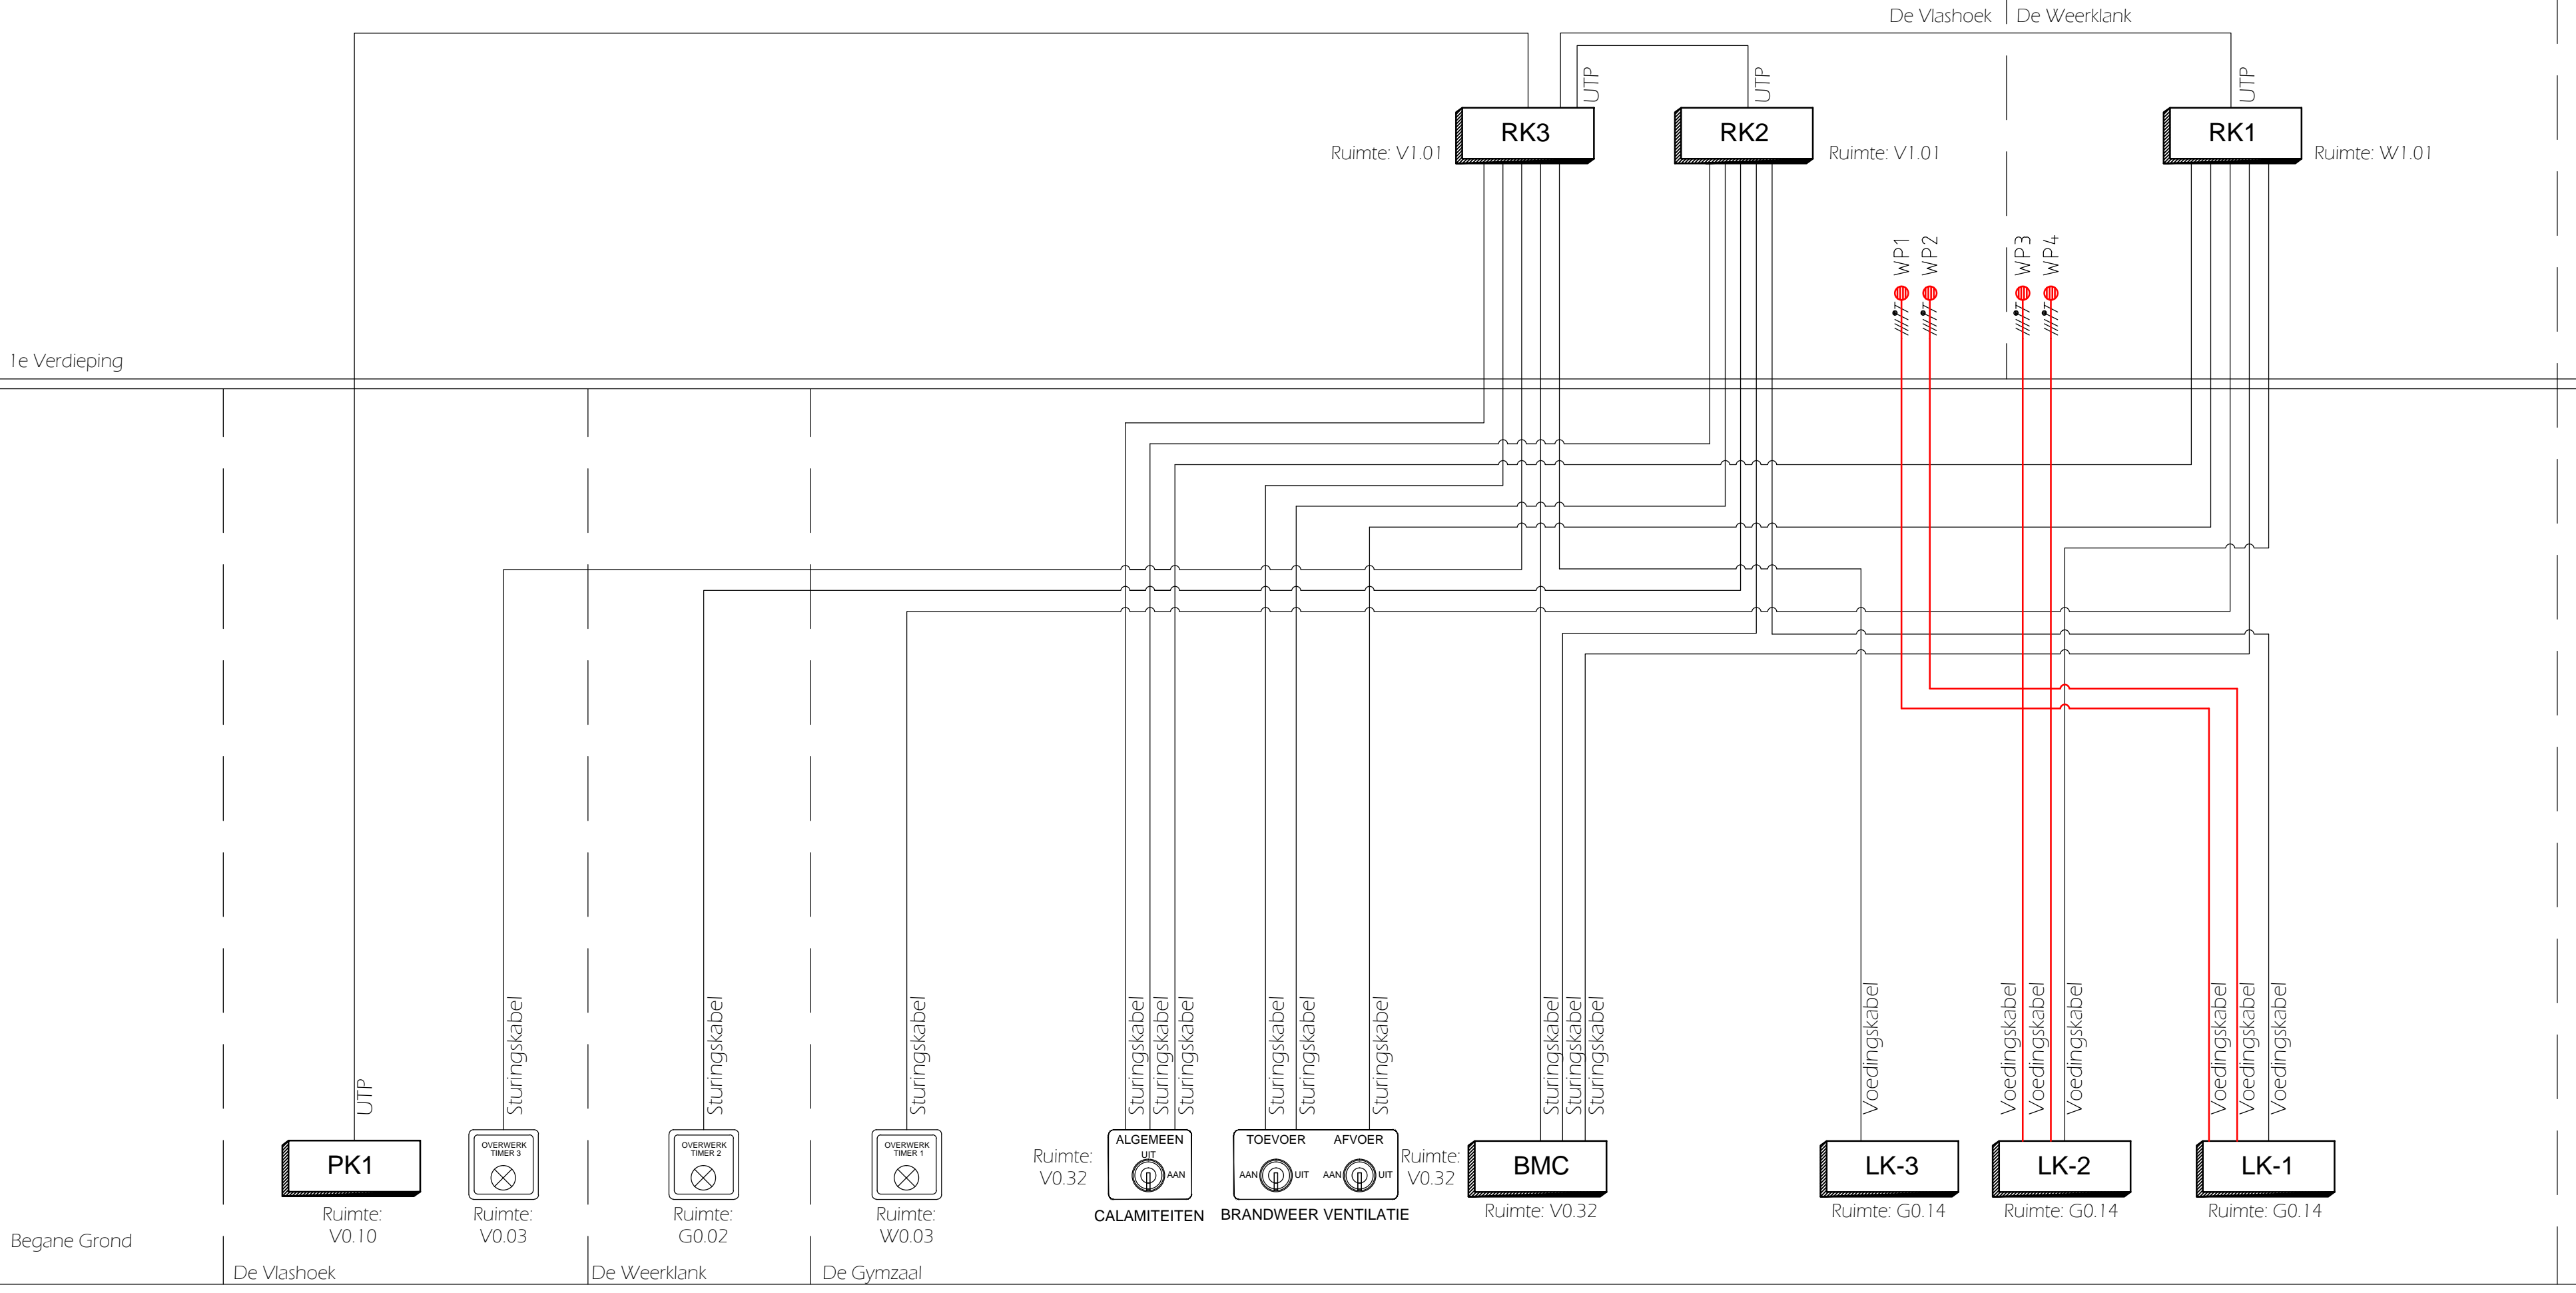 De Vlashoek
De Weerklank
UTP
UTP
UTP
RK3
RK2
RK1
Ruimte: V1.01
Ruimte: V1.01
Ruimte: W1.01
WP1
WP2
WP3
WP4
1e Verdieping
Sturingskabel
Sturingskabel
Sturingskabel
Sturingskabel
Sturingskabel
Sturingskabel
Sturingskabel
Sturingskabel
Sturingskabel
Sturingskabel
Sturingskabel
Sturingskabel
Voedingskabel
Voedingskabel
Voedingskabel
Voedingskabel
Voedingskabel
Voedingskabel
Voedingskabel
UTP
PK1
Ruimte:
V0.10
OVERWERK
TIMER 3
Ruimte:
V0.03
OVERWERK
TIMER 2
Ruimte:
G0.02
OVERWERK
TIMER 1
Ruimte:
W0.03
Ruimte:
V0.32
ALGEMEEN
UIT
AAN
CALAMITEITEN
TOEVOER
AFVOER
AAN
UIT
AAN
UIT
BRANDWEER VENTILATIE
Ruimte:
V0.32
BMC
Ruimte: V0.32
LK-3
Ruimte: G0.14
LK-2
Ruimte: G0.14
LK-1
Ruimte: G0.14
Begane Grond
De Vlashoek
De Weerklank
De Gymzaal